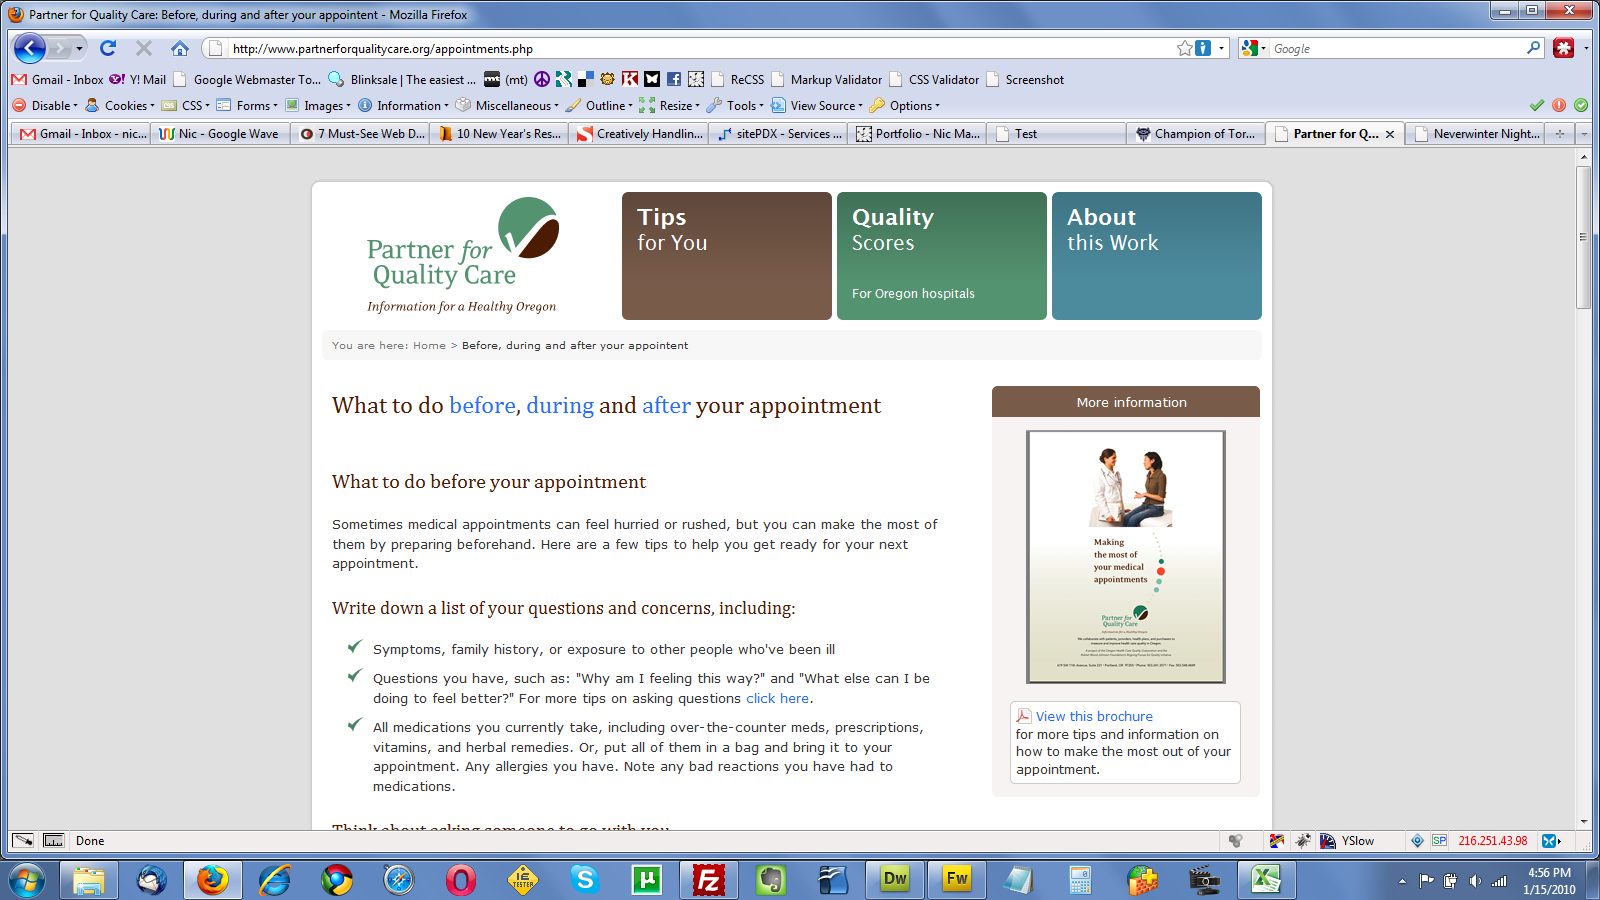 Partner for Quality Care: Before, during and after your appointent - Mozilla Firefox
http://www.partnerforqualitycare.org/appointments.php
Google
Gmail - Inbox
Y! Mail
Google Webmaster To...
Blinksale | The easiest ...
(mt)
ReCSS
Markup Validator
CSS Validator
Screenshot
Disable
Cookies
CSS
Forms
Images
Information
Miscellaneous
Outline
Resize
Tools
View Source
Options
Gmail - Inbox - nic...
Nic - Google Wave
7 Must-See Web D...
10 New Year's Res...
Creatively Handlin...
sitePDX - Services ...
Portfolio - Nic Ma...
Test
Champion of Tor...
Partner for Q...
Neverwinter Night...
Partner for
Quality Care
Information for a Healthy Oregon
Tips
for You
Quality
Scores
For Oregon hospitals
About
this Work
You are here: Home > Before, during and after your appointent
What to do before, during and after your appointment
What to do before your appointment
Sometimes medical appointments can feel hurried or rushed, but you can make the most of
them by preparing beforehand. Here are a few tips to help you get ready for your next
appointment.
Write down a list of your questions and concerns, including:
Symptoms, family history, or exposure to other people who've been ill
Questions you have, such as: "Why am I feeling this way?" and "What else can I be
doing to feel better?" For more tips on asking questions click here.
All medications you currently take, including over-the-counter meds, prescriptions,
vitamins, and herbal remedies. Or, put all of them in a bag and bring it to your
appointment. Any allergies you have. Note any bad reactions you have had to
medications.
Think about asking someone to go with you
More information
Making
the most of
your medical
appointments
Partner for
Quality Care
Information for a Healthy Oregon
View this brochure
for more tips and information on
how to make the most out of your
appointment.
Done
YSlow
SP
216.251.43.98
IE
TESTER
Dw
Fw
4:56 PM
1/15/2010